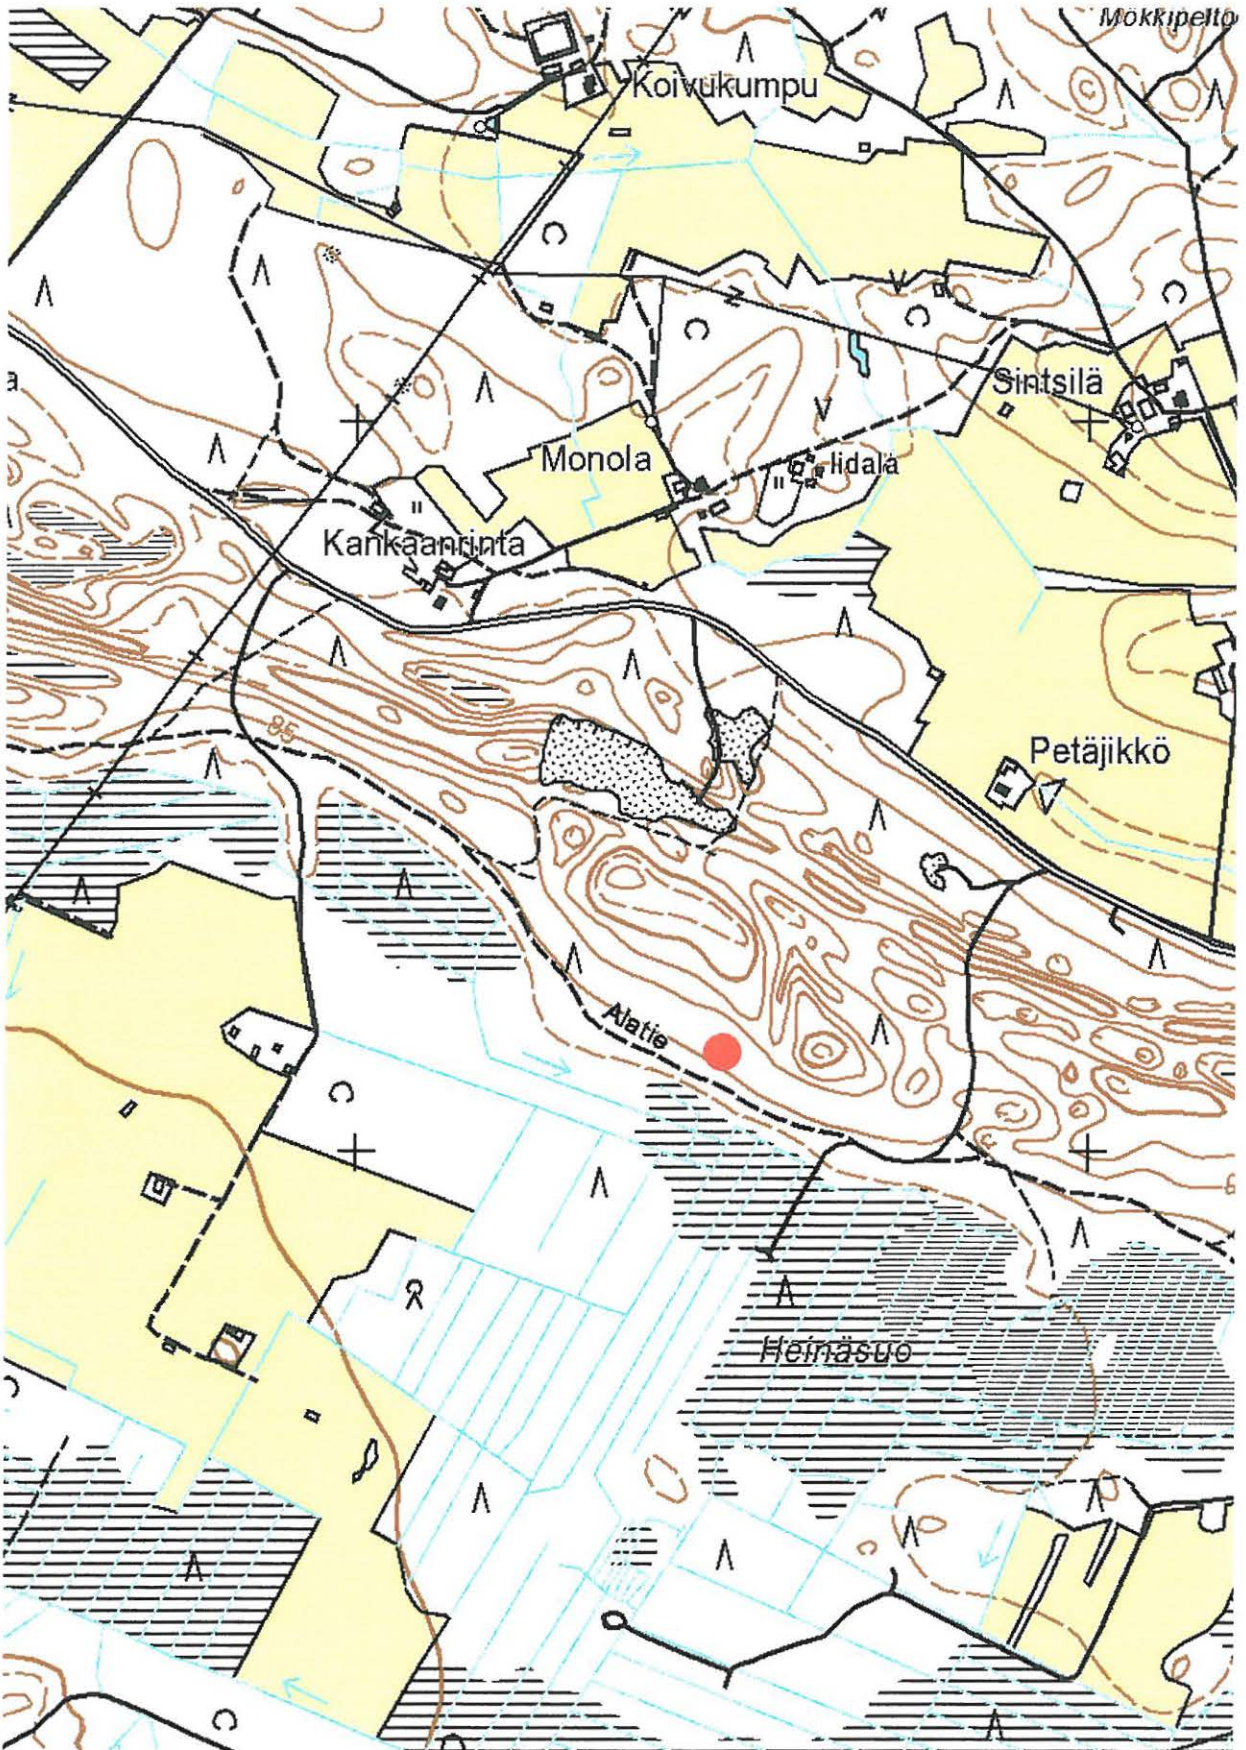 Mökkipelto
Koivukumpu
a
Sintsilä
Monola
Iidala
Kankaanrinta
85
Petäjikkö
Alatie
Heinäsuo